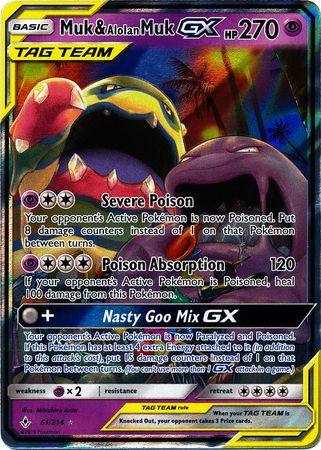 BASIC Muk & Alolan Muk GX HP 270
TAG TEAM
Severe Poison
Your opponent's Active Pokémon is now Poisoned. Put
8 damage counters instead of 1 on that Pokémon
between turns.
Poison Absorption 120
If your opponent's Active Pokémon is Poisoned, heal
100 damage from this Pokémon.
+ Nasty Goo Mix GX
Your opponent's Active Pokémon is now Paralyzed and Poisoned.
If this Pokémon has at least 4 extra Energy attached to it (in addition
to this attack's cost), put 15 damage counters instead of 1 on that
Pokémon between turns. (You can't use more than 1 GX attack in a game.)
weakness ×2 resistance retreat
TAG TEAM rule
Illus. Mitsuhiro Arita
61/214
©2019 Pokémon
When your TAG TEAM is
Knocked Out, your opponent takes 3 Prize Cards.